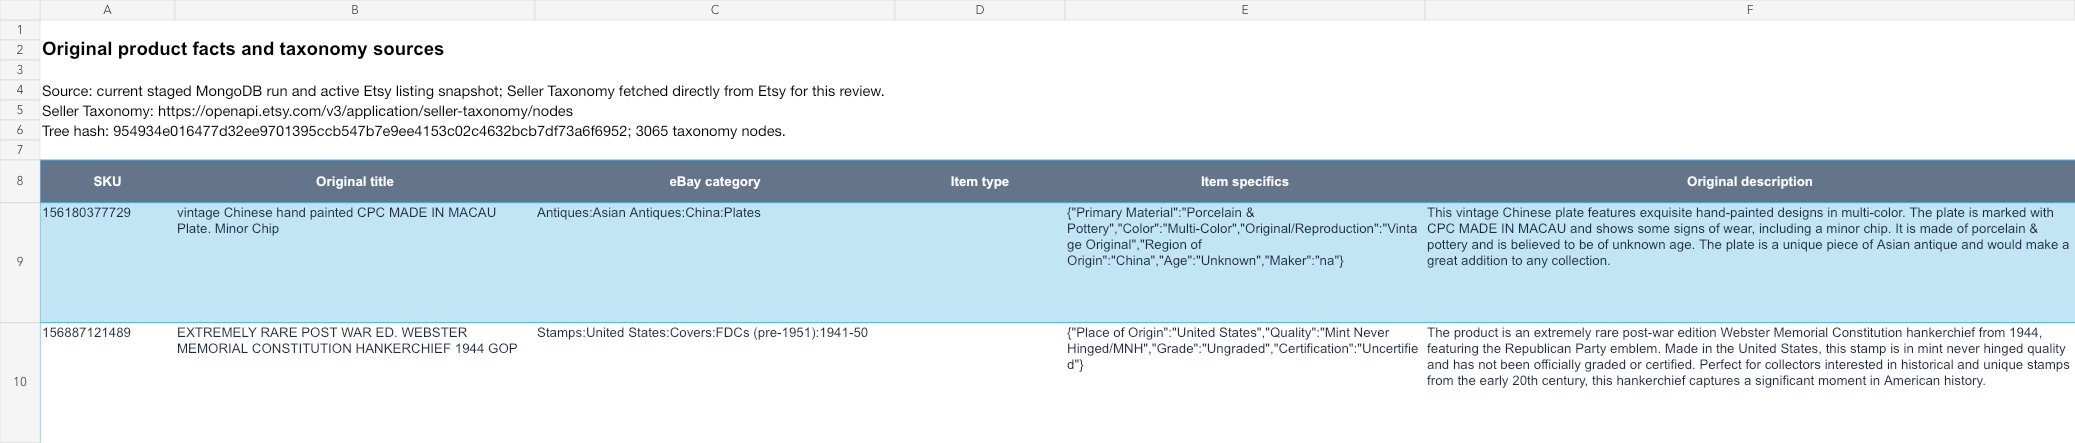 A B C D E F
1
2 Original product facts and taxonomy sources
3
4 Source: current staged MongoDB run and active Etsy listing snapshot; Seller Taxonomy fetched directly from Etsy for this review.
5 Seller Taxonomy: https://openapi.etsy.com/v3/application/seller-taxonomy/nodes
6 Tree hash: 954934e016477d32ee9701395ccb547b7e9ee4153c02c4632bcb7df73a6f6952; 3065 taxonomy nodes.
7
8 SKU Original title eBay category Item type Item specifics Original description
9
156180377729
vintage Chinese hand painted CPC MADE IN MACAU
Plate. Minor Chip
Antiques:Asian Antiques:China:Plates
{"Primary Material":"Porcelain &
Pottery","Color":"Multi-Color","Original/Reproduction":"Vinta
ge Original","Region of
Origin":"China","Age":"Unknown","Maker":"na"}
This vintage Chinese plate features exquisite hand-painted designs in multi-color. The plate is marked with
CPC MADE IN MACAU and shows some signs of wear, including a minor chip. It is made of porcelain &
pottery and is believed to be of unknown age. The plate is a unique piece of Asian antique and would make a
great addition to any collection.
10
156887121489
EXTREMELY RARE POST WAR ED. WEBSTER
MEMORIAL CONSTITUTION HANKERCHIEF 1944 GOP
Stamps:United States:Covers:FDCs (pre-1951):1941-50
{"Place of Origin":"United States","Quality":"Mint Never
Hinged/MNH","Grade":"Ungraded","Certification":"Uncertifie
d"}
The product is an extremely rare post-war edition Webster Memorial Constitution hankerchief from 1944,
featuring the Republican Party emblem. Made in the United States, this stamp is in mint never hinged quality
and has not been officially graded or certified. Perfect for collectors interested in historical and unique stamps
from the early 20th century, this hankerchief captures a significant moment in American history.